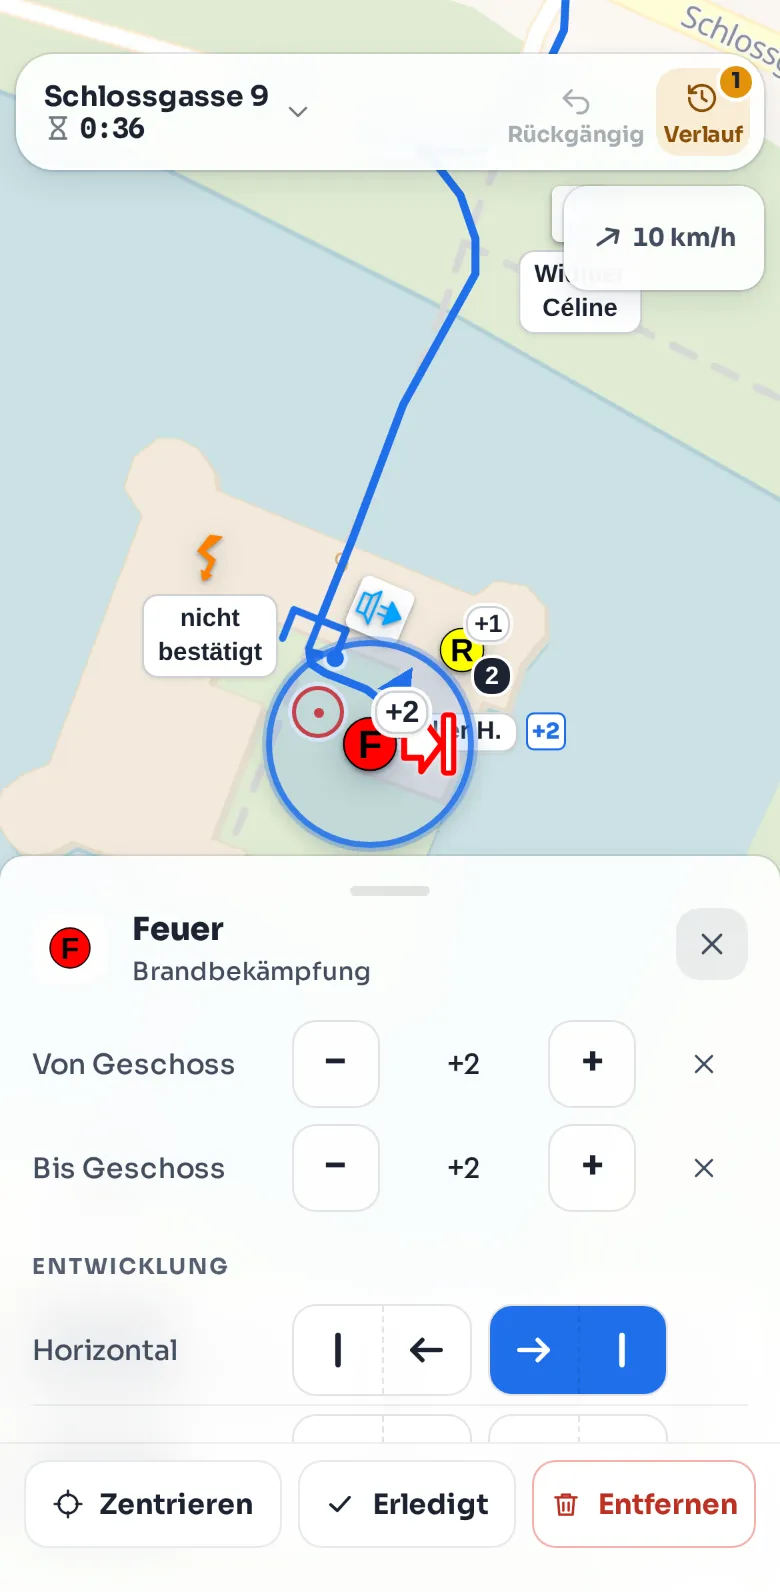 Schlossg
Schlossgasse 9
0:36
Rückgängig
Verlauf
1
10 km/h
Céline
nicht
bestätigt
+1
R
2
+2
F
H.
+2
F
Feuer
Brandbekämpfung
Von Geschoss
− +2 +
Bis Geschoss
− +2 +
ENTWICKLUNG
Horizontal
Zentrieren
Erledigt
Entfernen